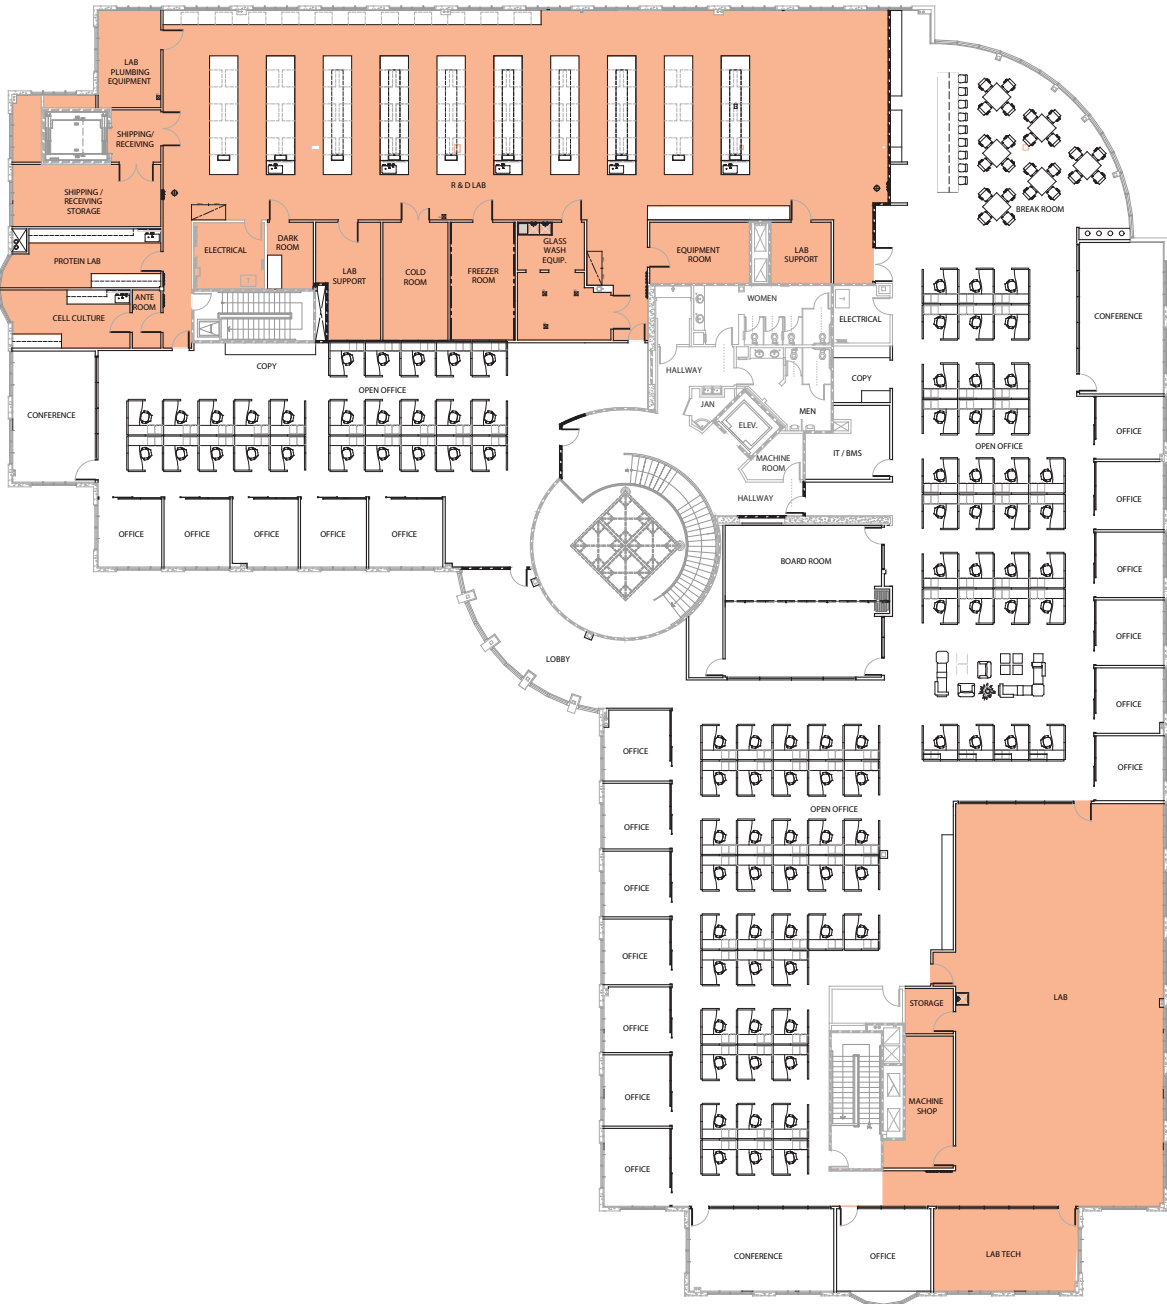 LAB
PLUMBING
EQUIPMENT
SHIPPING/
RECEIVING
R & D LAB
SHIPPING /
RECEIVING
STORAGE
BREAK ROOM
PROTEIN LAB
ELECTRICAL
DARK
ROOM
LAB
SUPPORT
COLD
ROOM
FREEZER
ROOM
GLASS
WASH
EQUIP.
EQUIPMENT
ROOM
LAB
SUPPORT
ANTE
ROOM
CELL CULTURE
WOMEN
ELECTRICAL
CONFERENCE
COPY
OPEN OFFICE
HALLWAY
COPY
CONFERENCE
JAN
ELEV.
MEN
OFFICE
MACHINE
ROOM
IT / BMS
OPEN OFFICE
HALLWAY
OFFICE
OFFICE
OFFICE
OFFICE
OFFICE
OFFICE
BOARD ROOM
OFFICE
OFFICE
LOBBY
OFFICE
OFFICE
OFFICE
OFFICE
OPEN OFFICE
OFFICE
OFFICE
OFFICE
LAB
STORAGE
OFFICE
OFFICE
MACHINE
SHOP
OFFICE
CONFERENCE
OFFICE
LAB TECH